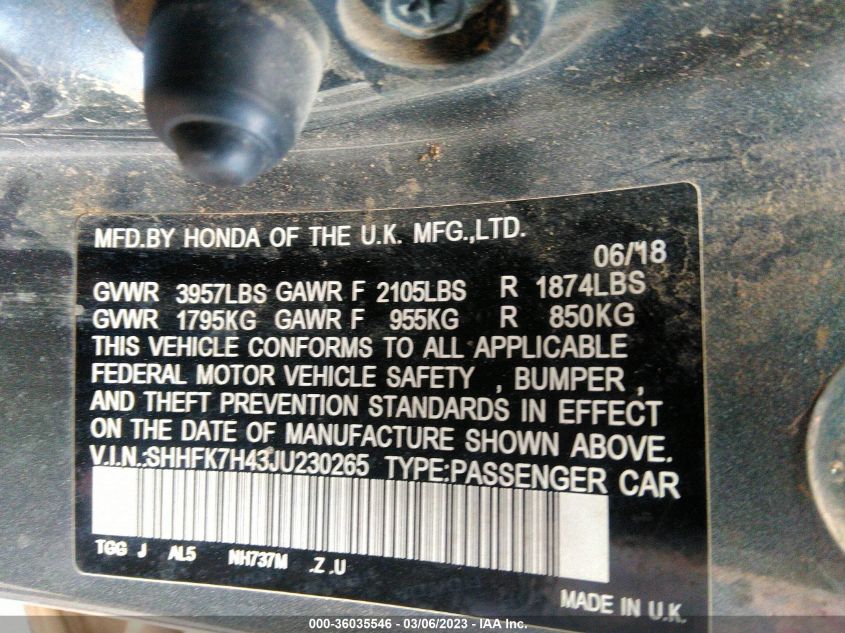 MFD.BY HONDA OF THE U.K. MFG.,LTD.
06/18
GVWR 3957LBS GAWR F 2105LBS R 1874LBS
GVWR 1795KG GAWR F 955KG R 850KG
THIS VEHICLE CONFORMS TO ALL APPLICABLE
FEDERAL MOTOR VEHICLE SAFETY , BUMPER ,
AND THEFT PREVENTION STANDARDS IN EFFECT
ON THE DATE OF MANUFACTURE SHOWN ABOVE.
V.I.N.:SHHFK7H43JU230265 TYPE:PASSENGER CAR
TGG J AL5 NH737M .Z .U
MADE IN U.K.
000-36035546 - 03/06/2023 - IAA Inc.